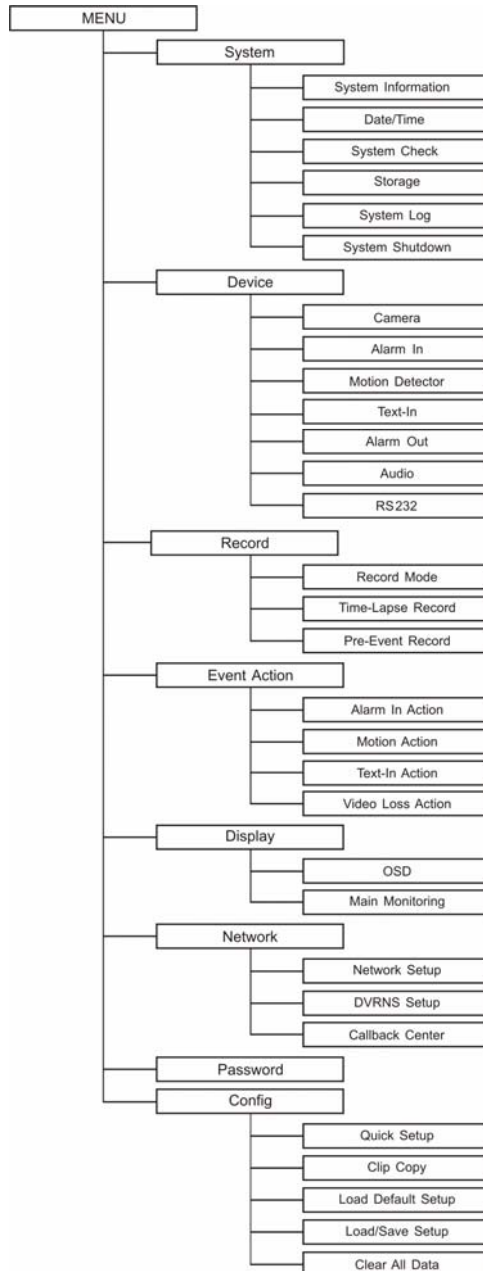 MENU
System
System Information
Date/Time
System Check
Storage
System Log
System Shutdown
Device
Camera
Alarm In
Motion Detector
Text-In
Alarm Out
Audio
RS232
Record
Record Mode
Time-Lapse Record
Pre-Event Record
Event Action
Alarm In Action
Motion Action
Text-In Action
Video Loss Action
Display
OSD
Main Monitoring
Network
Network Setup
DVRNS Setup
Callback Center
Password
Config
Quick Setup
Clip Copy
Load Default Setup
Load/Save Setup
Clear All Data